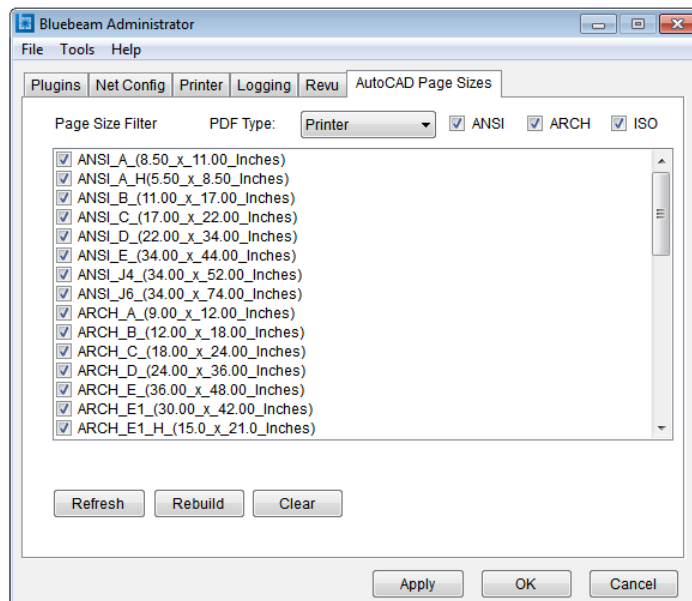 Bluebeam Administrator
File Tools Help
Plugins Net Config Printer Logging Revu AutoCAD Page Sizes
Page Size Filter PDF Type: Printer ANSI ARCH ISO
ANSI_A_(8.50_x_11.00_Inches)
ANSI_A_H(5.50_x_8.50_Inches)
ANSI_B_(11.00_x_17.00_Inches)
ANSI_C_(17.00_x_22.00_Inches)
ANSI_D_(22.00_x_34.00_Inches)
ANSI_E_(34.00_x_44.00_Inches)
ANSI_J4_(34.00_x_52.00_Inches)
ANSI_J6_(34.00_x_74.00_Inches)
ARCH_A_(9.00_x_12.00_Inches)
ARCH_B_(12.00_x_18.00_Inches)
ARCH_C_(18.00_x_24.00_Inches)
ARCH_D_(24.00_x_36.00_Inches)
ARCH_E_(36.00_x_48.00_Inches)
ARCH_E1_(30.00_x_42.00_Inches)
ARCH_E1_H_(15.0_x_21.0_Inches)
Refresh Rebuild Clear
Apply OK Cancel